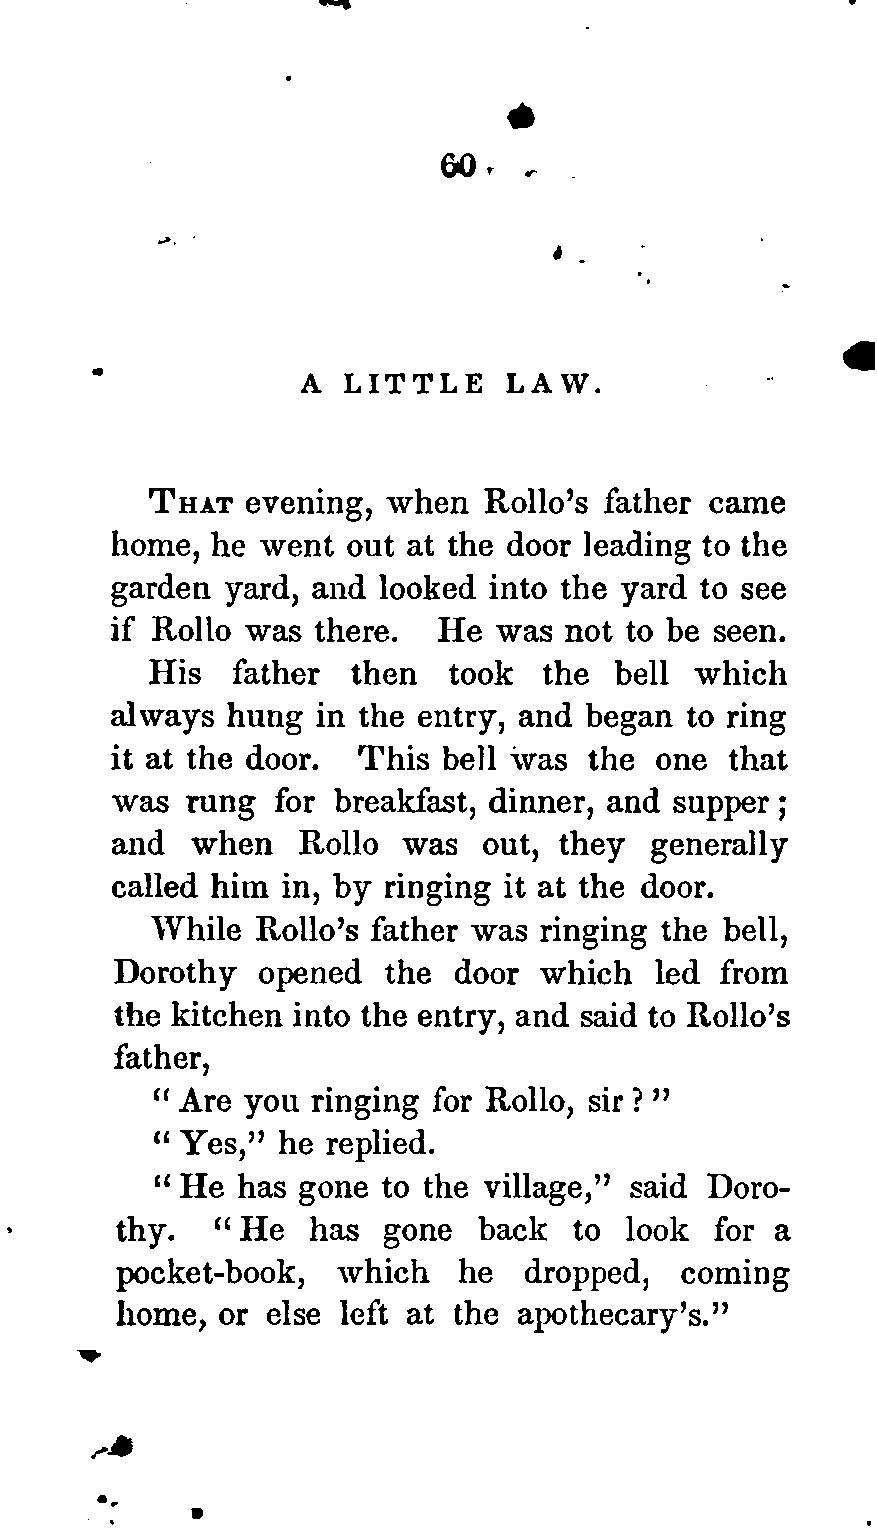 60
A LITTLE LAW.
THAT evening, when Rollo's father came
home, he went out at the door leading to the
garden yard, and looked into the yard to see
if Rollo was there. He was not to be seen.
His father then took the bell which
always hung in the entry, and began to ring
it at the door. This bell was the one that
was rung for breakfast, dinner, and supper;
and when Rollo was out, they generally
called him in, by ringing it at the door.
While Rollo's father was ringing the bell,
Dorothy opened the door which led from
the kitchen into the entry, and said to Rollo's
father,
"Are you ringing for Rollo, sir?"
"Yes," he replied.
"He has gone to the village," said Doro-
thy. "He has gone back to look for a
pocket-book, which he dropped, coming
home, or else left at the apothecary's."